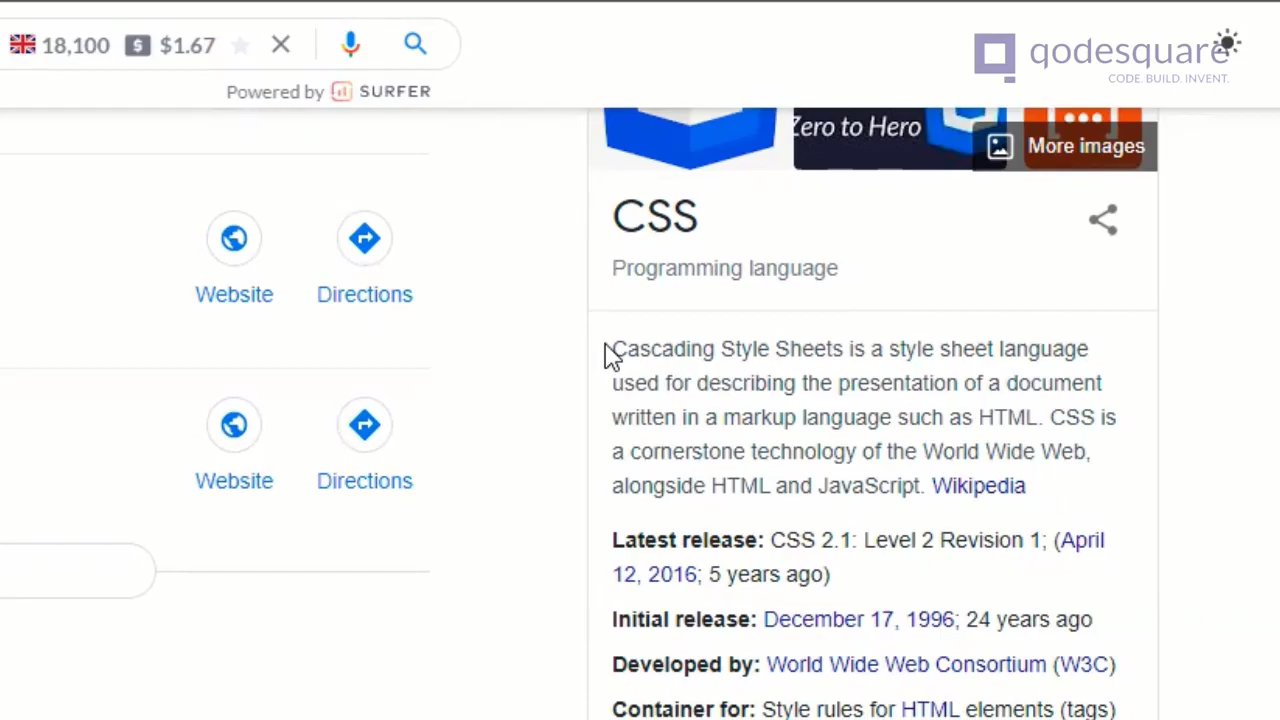 18,100 $ $1.67
Powered by SURFER
qodesquare
CODE. BUILD. INVENT.
Zero to Hero
More images
CSS
Programming language
Website Directions
Website Directions
Cascading Style Sheets is a style sheet language
used for describing the presentation of a document
written in a markup language such as HTML. CSS is
a cornerstone technology of the World Wide Web,
alongside HTML and JavaScript. Wikipedia
Latest release: CSS 2.1: Level 2 Revision 1; (April
12, 2016; 5 years ago)
Initial release: December 17, 1996; 24 years ago
Developed by: World Wide Web Consortium (W3C)
Container for: Style rules for HTML elements (tags)